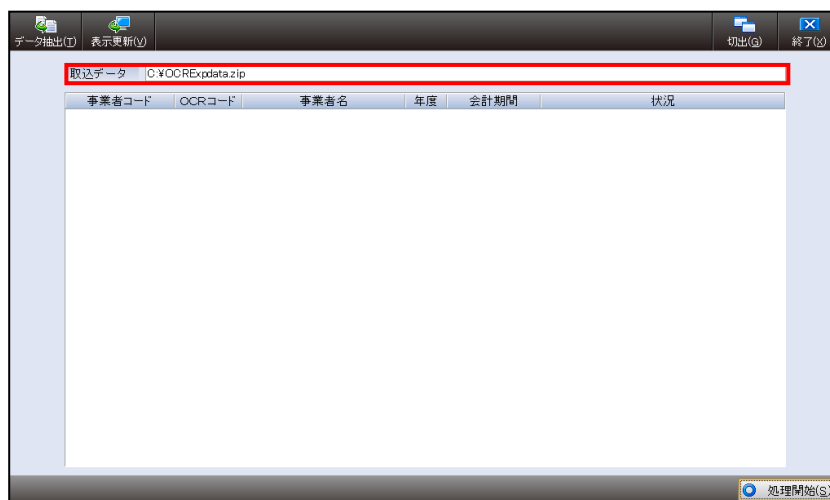 データ抽出(T) 表示更新(V) 切出(G) 終了(X)
取込データ C:¥OCRExpdata.zip
事業者コード OCRコード 事業者名 年度 会計期間 状況
処理開始(S)